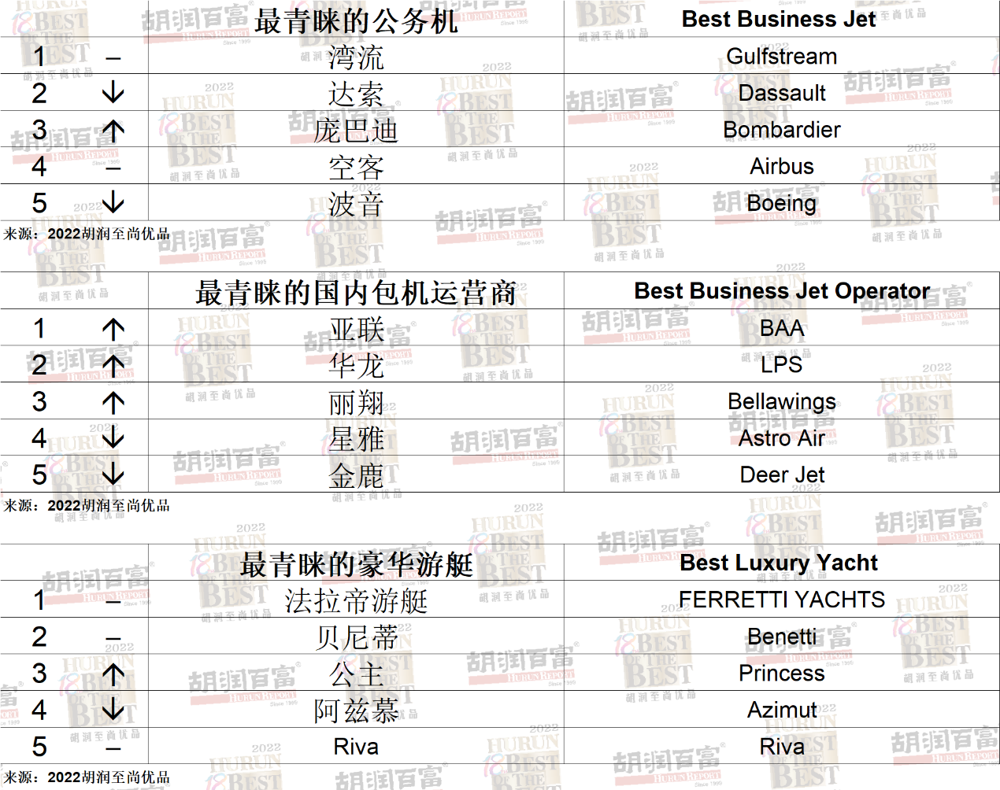 最青睐的公务机 Best Business Jet
1 – 湾流 Gulfstream
2 ↓ 达索 Dassault
3 ↑ 庞巴迪 Bombardier
4 – 空客 Airbus
5 ↓ 波音 Boeing
来源：2022胡润至尚优品
最青睐的国内包机运营商 Best Business Jet Operator
1 ↑ 亚联 BAA
2 ↑ 华龙 LPS
3 ↑ 丽翔 Bellawings
4 ↓ 星雅 Astro Air
5 ↓ 金鹿 Deer Jet
来源：2022胡润至尚优品
最青睐的豪华游艇 Best Luxury Yacht
1 – 法拉帝游艇 FERRETTI YACHTS
2 – 贝尼蒂 Benetti
3 ↑ 公主 Princess
4 ↓ 阿兹慕 Azimut
5 – Riva Riva
来源：2022胡润至尚优品